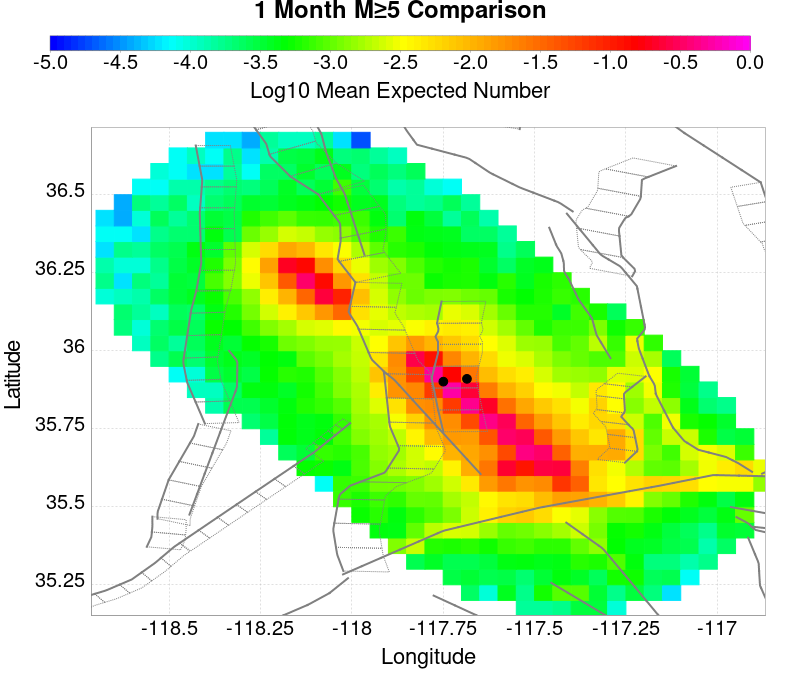 1 Month M≥5 Comparison
-5.0 -4.5 -4.0 -3.5 -3.0 -2.5 -2.0 -1.5 -1.0 -0.5 0.0
Log10 Mean Expected Number
36.5
36.25
36
35.75
35.5
35.25
Latitude
-118.5 -118.25 -118 -117.75 -117.5 -117.25 -117
Longitude